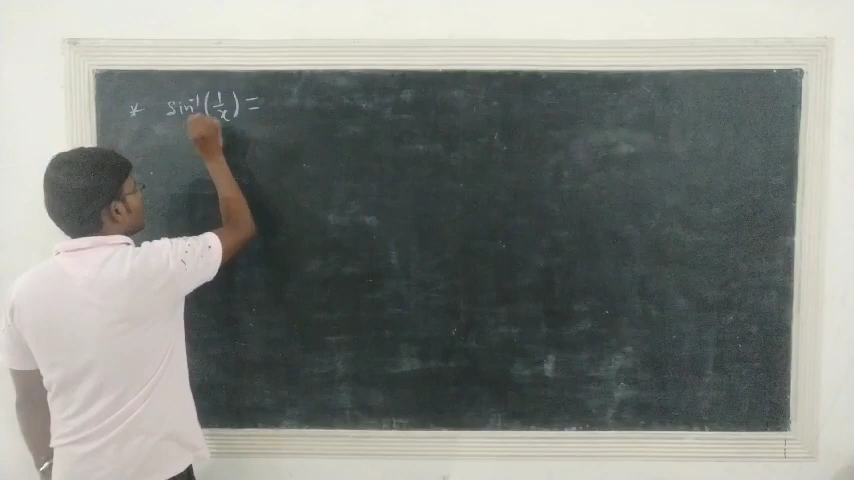 * Sin⁻¹(1/x) =